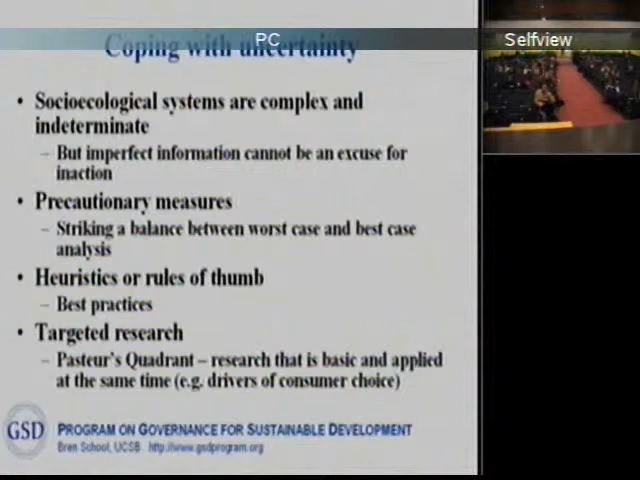 PC
Selfview
Coping with uncertainty
• Socioecological systems are complex and
indeterminate
– But imperfect information cannot be an excuse for
inaction
• Precautionary measures
– Striking a balance between worst case and best case
analysis
• Heuristics or rules of thumb
– Best practices
• Targeted research
– Pasteur's Quadrant – research that is basic and applied
at the same time (e.g. drivers of consumer choice)
GSD
PROGRAM ON GOVERNANCE FOR SUSTAINABLE DEVELOPMENT
Bren School, UCSB http://www.gsdprogram.org